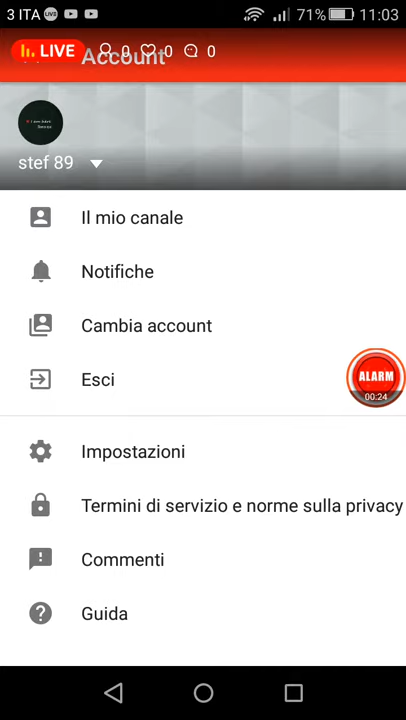 3 ITA LIVE 71% 11:03
LIVE 0 0 0
Account
stef 89
Il mio canale
Notifiche
Cambia account
Esci
ALARM
00:24
Impostazioni
Termini di servizio e norme sulla privacy
Commenti
Guida